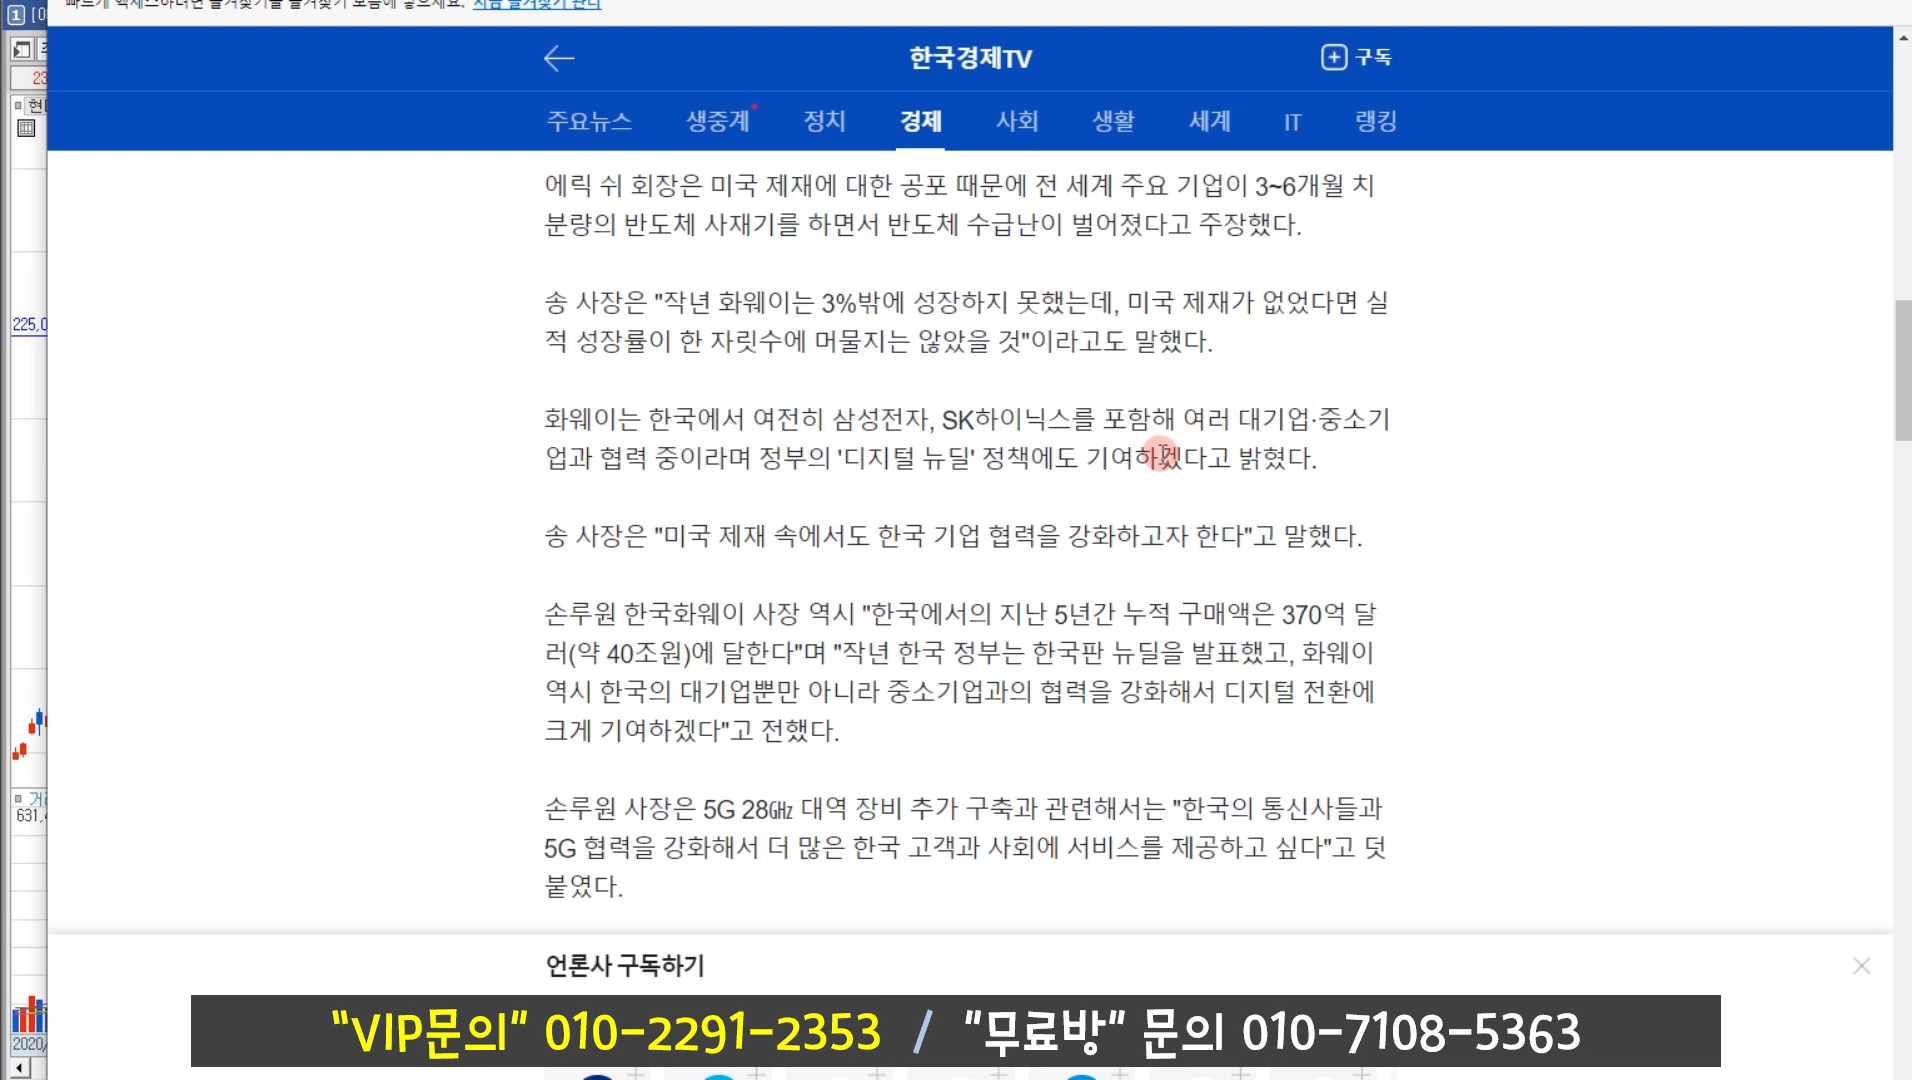 지금 즐겨찾기 관리
1
한국경제TV
구독
주요뉴스 생중계 정치 경제 사회 생활 세계 IT 랭킹
23
225,0
에릭 쉬 회장은 미국 제재에 대한 공포 때문에 전 세계 주요 기업이 3~6개월 치
분량의 반도체 사재기를 하면서 반도체 수급난이 벌어졌다고 주장했다.
송 사장은 "작년 화웨이는 3%밖에 성장하지 못했는데, 미국 제재가 없었다면 실
적 성장률이 한 자릿수에 머물지는 않았을 것"이라고도 말했다.
화웨이는 한국에서 여전히 삼성전자, SK하이닉스를 포함해 여러 대기업·중소기
업과 협력 중이라며 정부의 '디지털 뉴딜' 정책에도 기여하겠다고 밝혔다.
송 사장은 "미국 제재 속에서도 한국 기업 협력을 강화하고자 한다"고 말했다.
손루원 한국화웨이 사장 역시 "한국에서의 지난 5년간 누적 구매액은 370억 달
러(약 40조원)에 달한다"며 "작년 한국 정부는 한국판 뉴딜을 발표했고, 화웨이
역시 한국의 대기업뿐만 아니라 중소기업과의 협력을 강화해서 디지털 전환에
크게 기여하겠다"고 전했다.
631,
손루원 사장은 5G 28㎓ 대역 장비 추가 구축과 관련해서는 "한국의 통신사들과
5G 협력을 강화해서 더 많은 한국 고객과 사회에 서비스를 제공하고 싶다"고 덧
붙였다.
언론사 구독하기
2020/
"VIP문의" 010-2291-2353 / "무료방" 문의 010-7108-5363